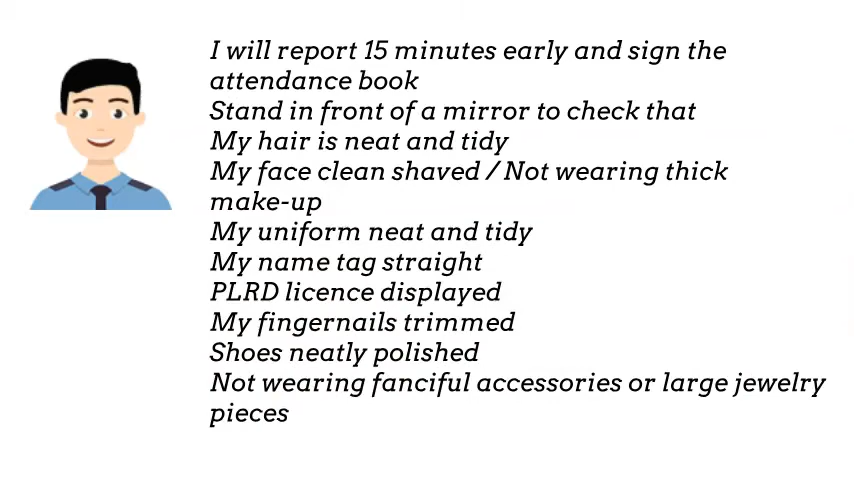 I will report 15 minutes early and sign the
attendance book
Stand in front of a mirror to check that
My hair is neat and tidy
My face clean shaved / Not wearing thick
make-up
My uniform neat and tidy
My name tag straight
PLRD licence displayed
My fingernails trimmed
Shoes neatly polished
Not wearing fanciful accessories or large jewelry
pieces